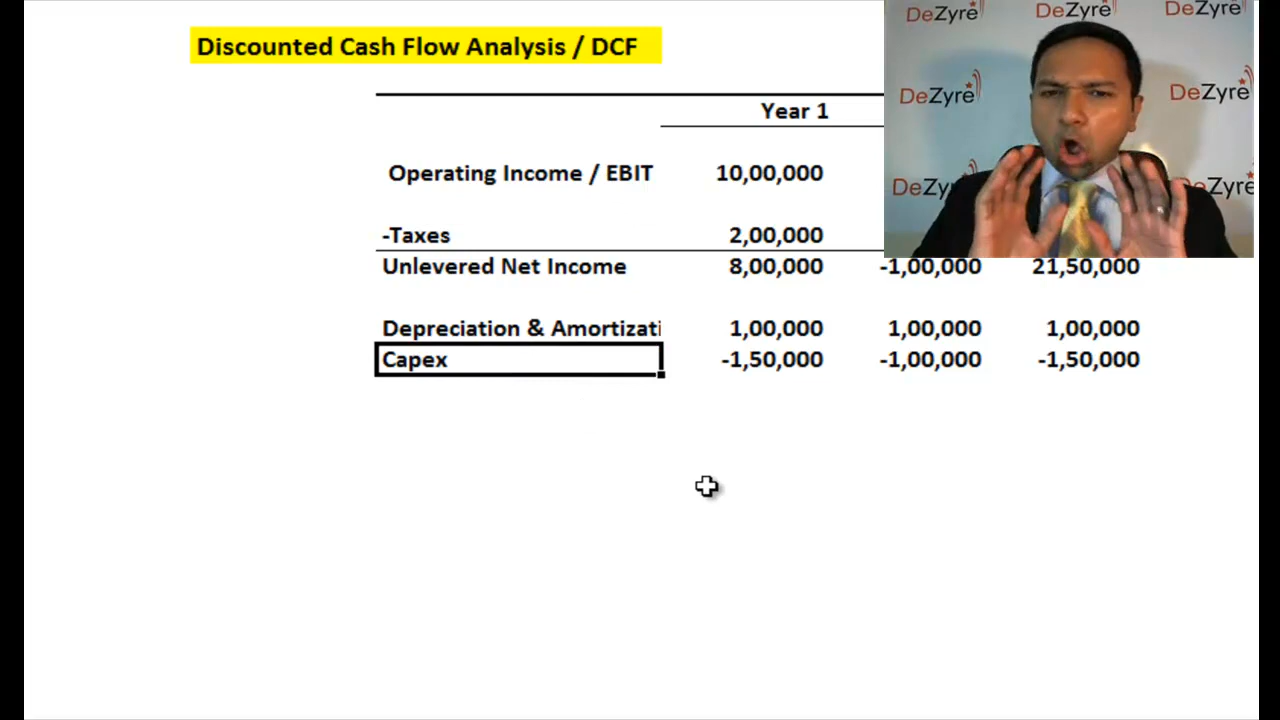 DeZyre DeZyre DeZyre
Discounted Cash Flow Analysis / DCF
DeZyre DeZyre
Year 1
Operating Income / EBIT 10,00,000
-Taxes 2,00,000
Unlevered Net Income 8,00,000 -1,00,000 21,50,000
Depreciation & Amortizati 1,00,000 1,00,000 1,00,000
Capex -1,50,000 -1,00,000 -1,50,000